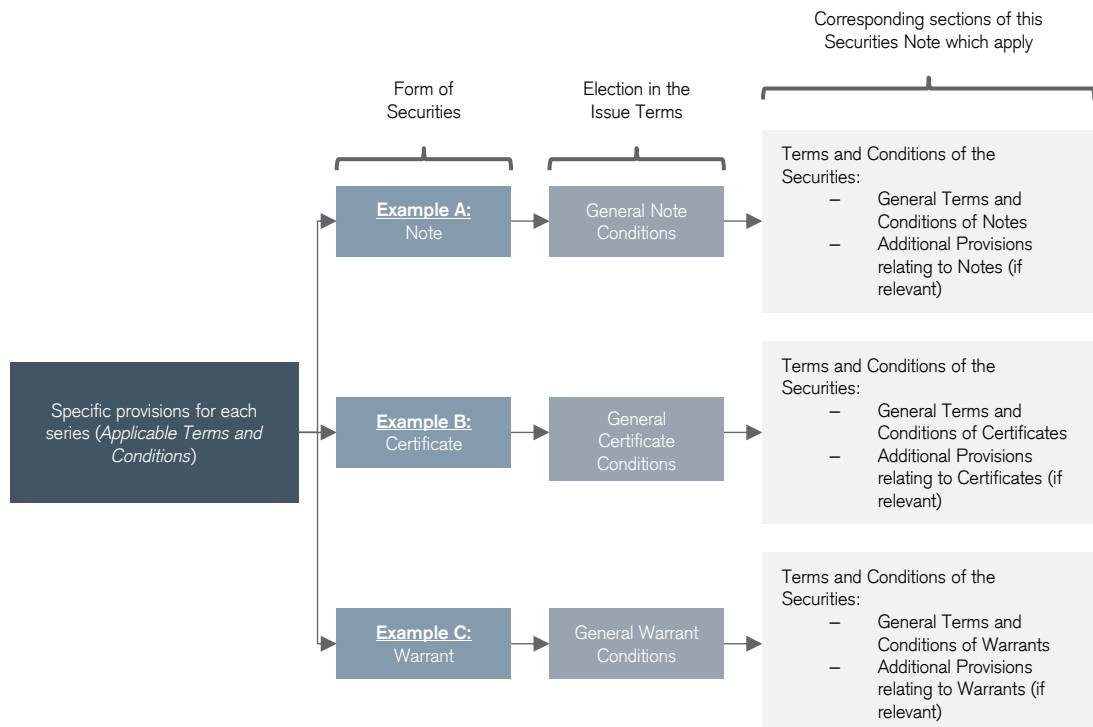 Corresponding sections of this
Securities Note which apply
Form of
Securities
Election in the
Issue Terms
Example A:
Note
General Note
Conditions
Terms and Conditions of the
Securities:
– General Terms and
Conditions of Notes
– Additional Provisions
relating to Notes (if
relevant)
Specific provisions for each
series (Applicable Terms and
Conditions)
Example B:
Certificate
General
Certificate
Conditions
Terms and Conditions of the
Securities:
– General Terms and
Conditions of Certificates
– Additional Provisions
relating to Certificates (if
relevant)
Example C:
Warrant
General Warrant
Conditions
Terms and Conditions of the
Securities:
– General Terms and
Conditions of Warrants
– Additional Provisions
relating to Warrants (if
relevant)